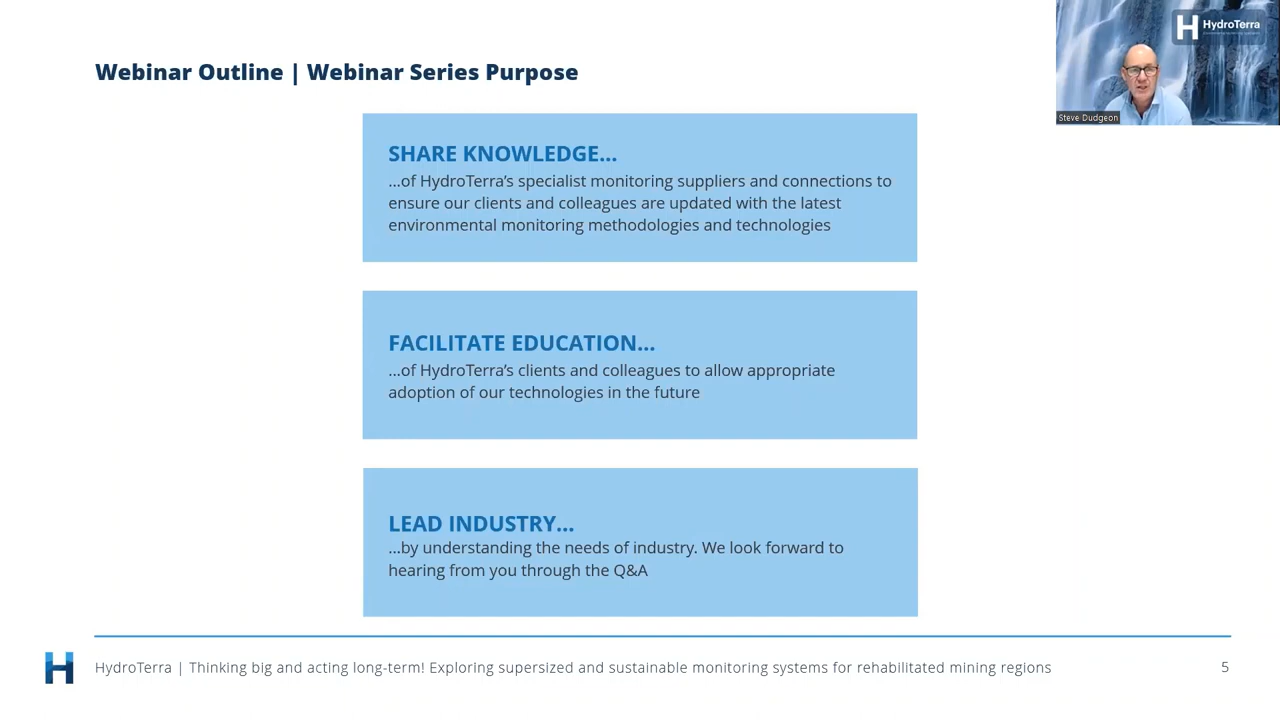 HydroTerra
Steve Dudgeon
Webinar Outline | Webinar Series Purpose
SHARE KNOWLEDGE...
...of HydroTerra's specialist monitoring suppliers and connections to
ensure our clients and colleagues are updated with the latest
environmental monitoring methodologies and technologies
FACILITATE EDUCATION...
...of HydroTerra's clients and colleagues to allow appropriate
adoption of our technologies in the future
LEAD INDUSTRY...
...by understanding the needs of industry. We look forward to
hearing from you through the Q&A
HydroTerra | Thinking big and acting long-term! Exploring supersized and sustainable monitoring systems for rehabilitated mining regions
5